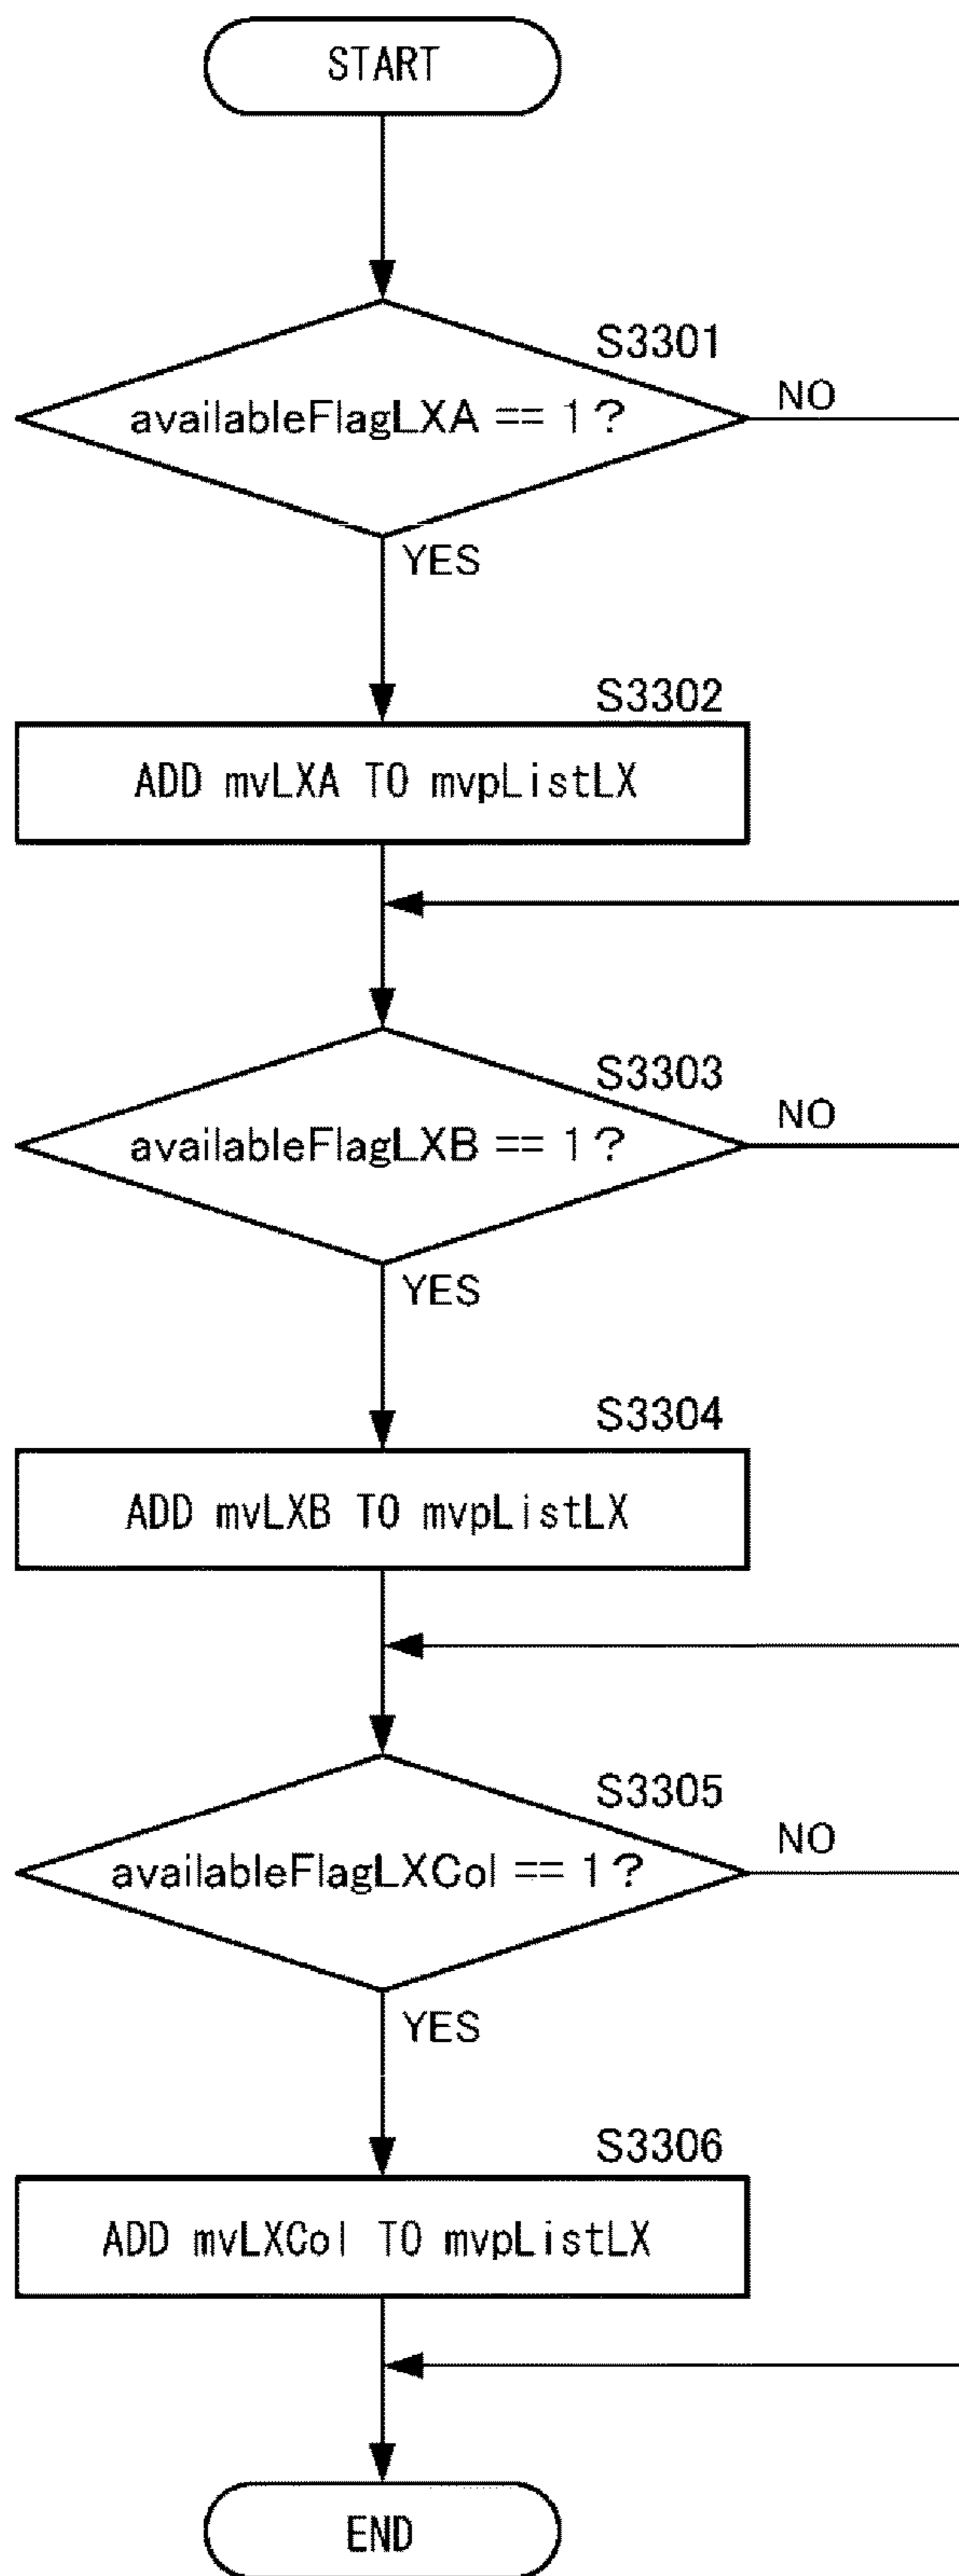 START
S3301
availableFlagLXA == 1?
NO
YES
S3302
ADD mvLXA TO mvpListLX
S3303
availableFlagLXB == 1?
NO
YES
S3304
ADD mvLXB TO mvpListLX
S3305
availableFlagLXCol == 1?
NO
YES
S3306
ADD mvLXCol TO mvpListLX
END